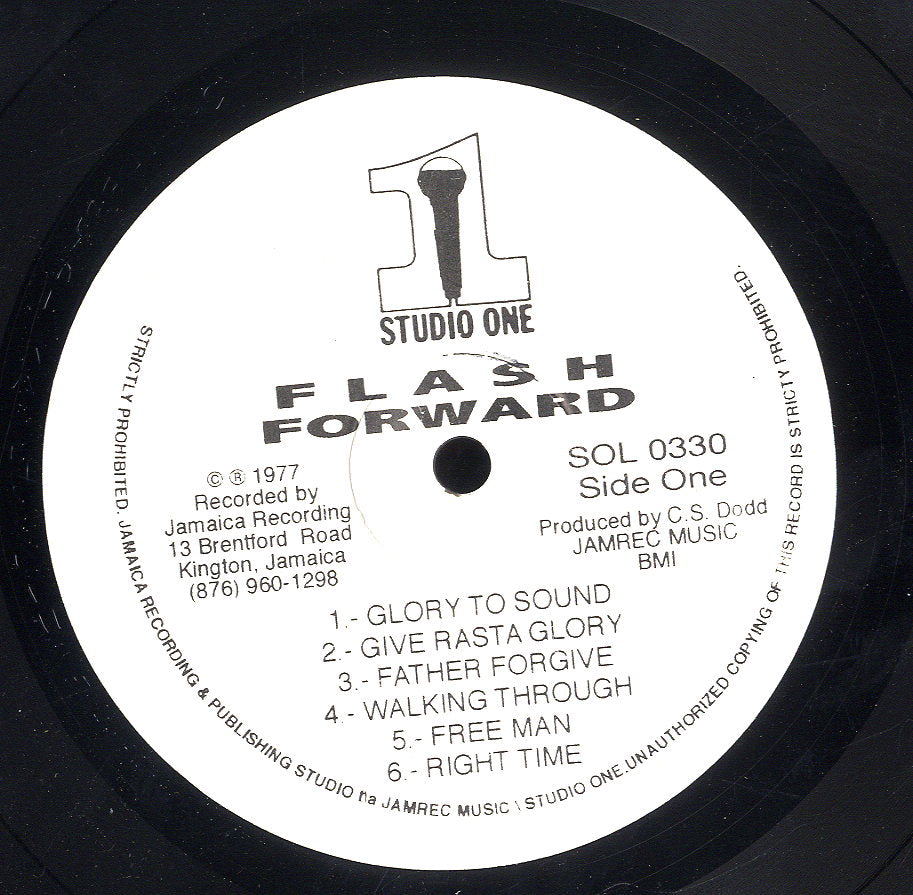 1
STUDIO ONE
FLASH
FORWARD
© ® 1977
Recorded by
Jamaica Recording
13 Brentford Road
Kington, Jamaica
(876) 960-1298
SOL 0330
Side One
Produced by C.S. Dodd
JAMREC MUSIC
BMI
1.- GLORY TO SOUND
2.- GIVE RASTA GLORY
3.- FATHER FORGIVE
4.- WALKING THROUGH
5.- FREE MAN
6.- RIGHT TIME
STRICTLY PROHIBITED. JAMAICA RECORDING & PUBLISHING STUDIO na JAMREC MUSIC \ STUDIO ONE.UNAUTHORIZED COPYING OF THIS RECORD IS STRICTY PROHIBITED.